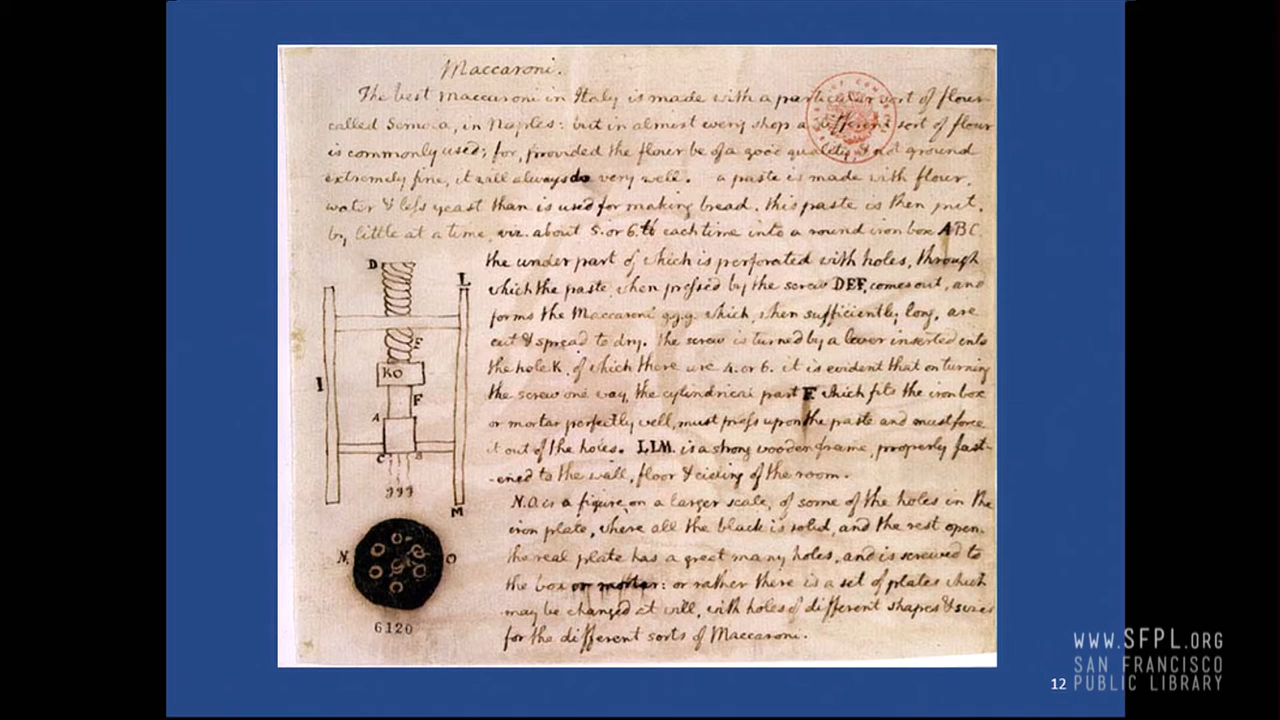 Maccaroni.
The best maccaroni in Italy is made with a particular sort of flour
called Semola, in Naples: but in almost every shop a different sort of flour
is commonly used; for, provided the flour be of a good quality, & not ground
extremely fine, it will always do very well. a paste is made with flour,
water & less yeast than is used for making bread. this paste is then put,
by little at a time, viz. about 5. or 6. lb each time into a round iron box ABC.
the under part of which is perforated with holes, through
which the paste, when pressed by the screw DEF, comes out, and
forms the Maccaroni g.g.g. which, when sufficiently long, are
cut & spread to dry. the screw is turned by a lever inserted into
the hole K, of which there are 4. or 6. it is evident that on turning
the screw one way, the cylindrical part F. which fits the iron box
or mortar perfectly well, must press upon the paste and must force
it out of the holes. LLM. is a strong wooden frame, properly fast-
-ened to the wall, floor & cieling of the room.
N.O. is a figure, on a larger scale, of some of the holes in the
iron plate, where all the black is solid, and the rest open.
the real plate has a great many holes, and is screwed to
the box or mortar: or rather there is a set of plates which
may be changed at will, with holes of different shapes & sizes
for the different sorts of Maccaroni.
D
L
I
K
F
A
C
B
ggg
M
N.
O
6120
WWW.SFPL.ORG
SAN FRANCISCO
12 PUBLIC LIBRARY